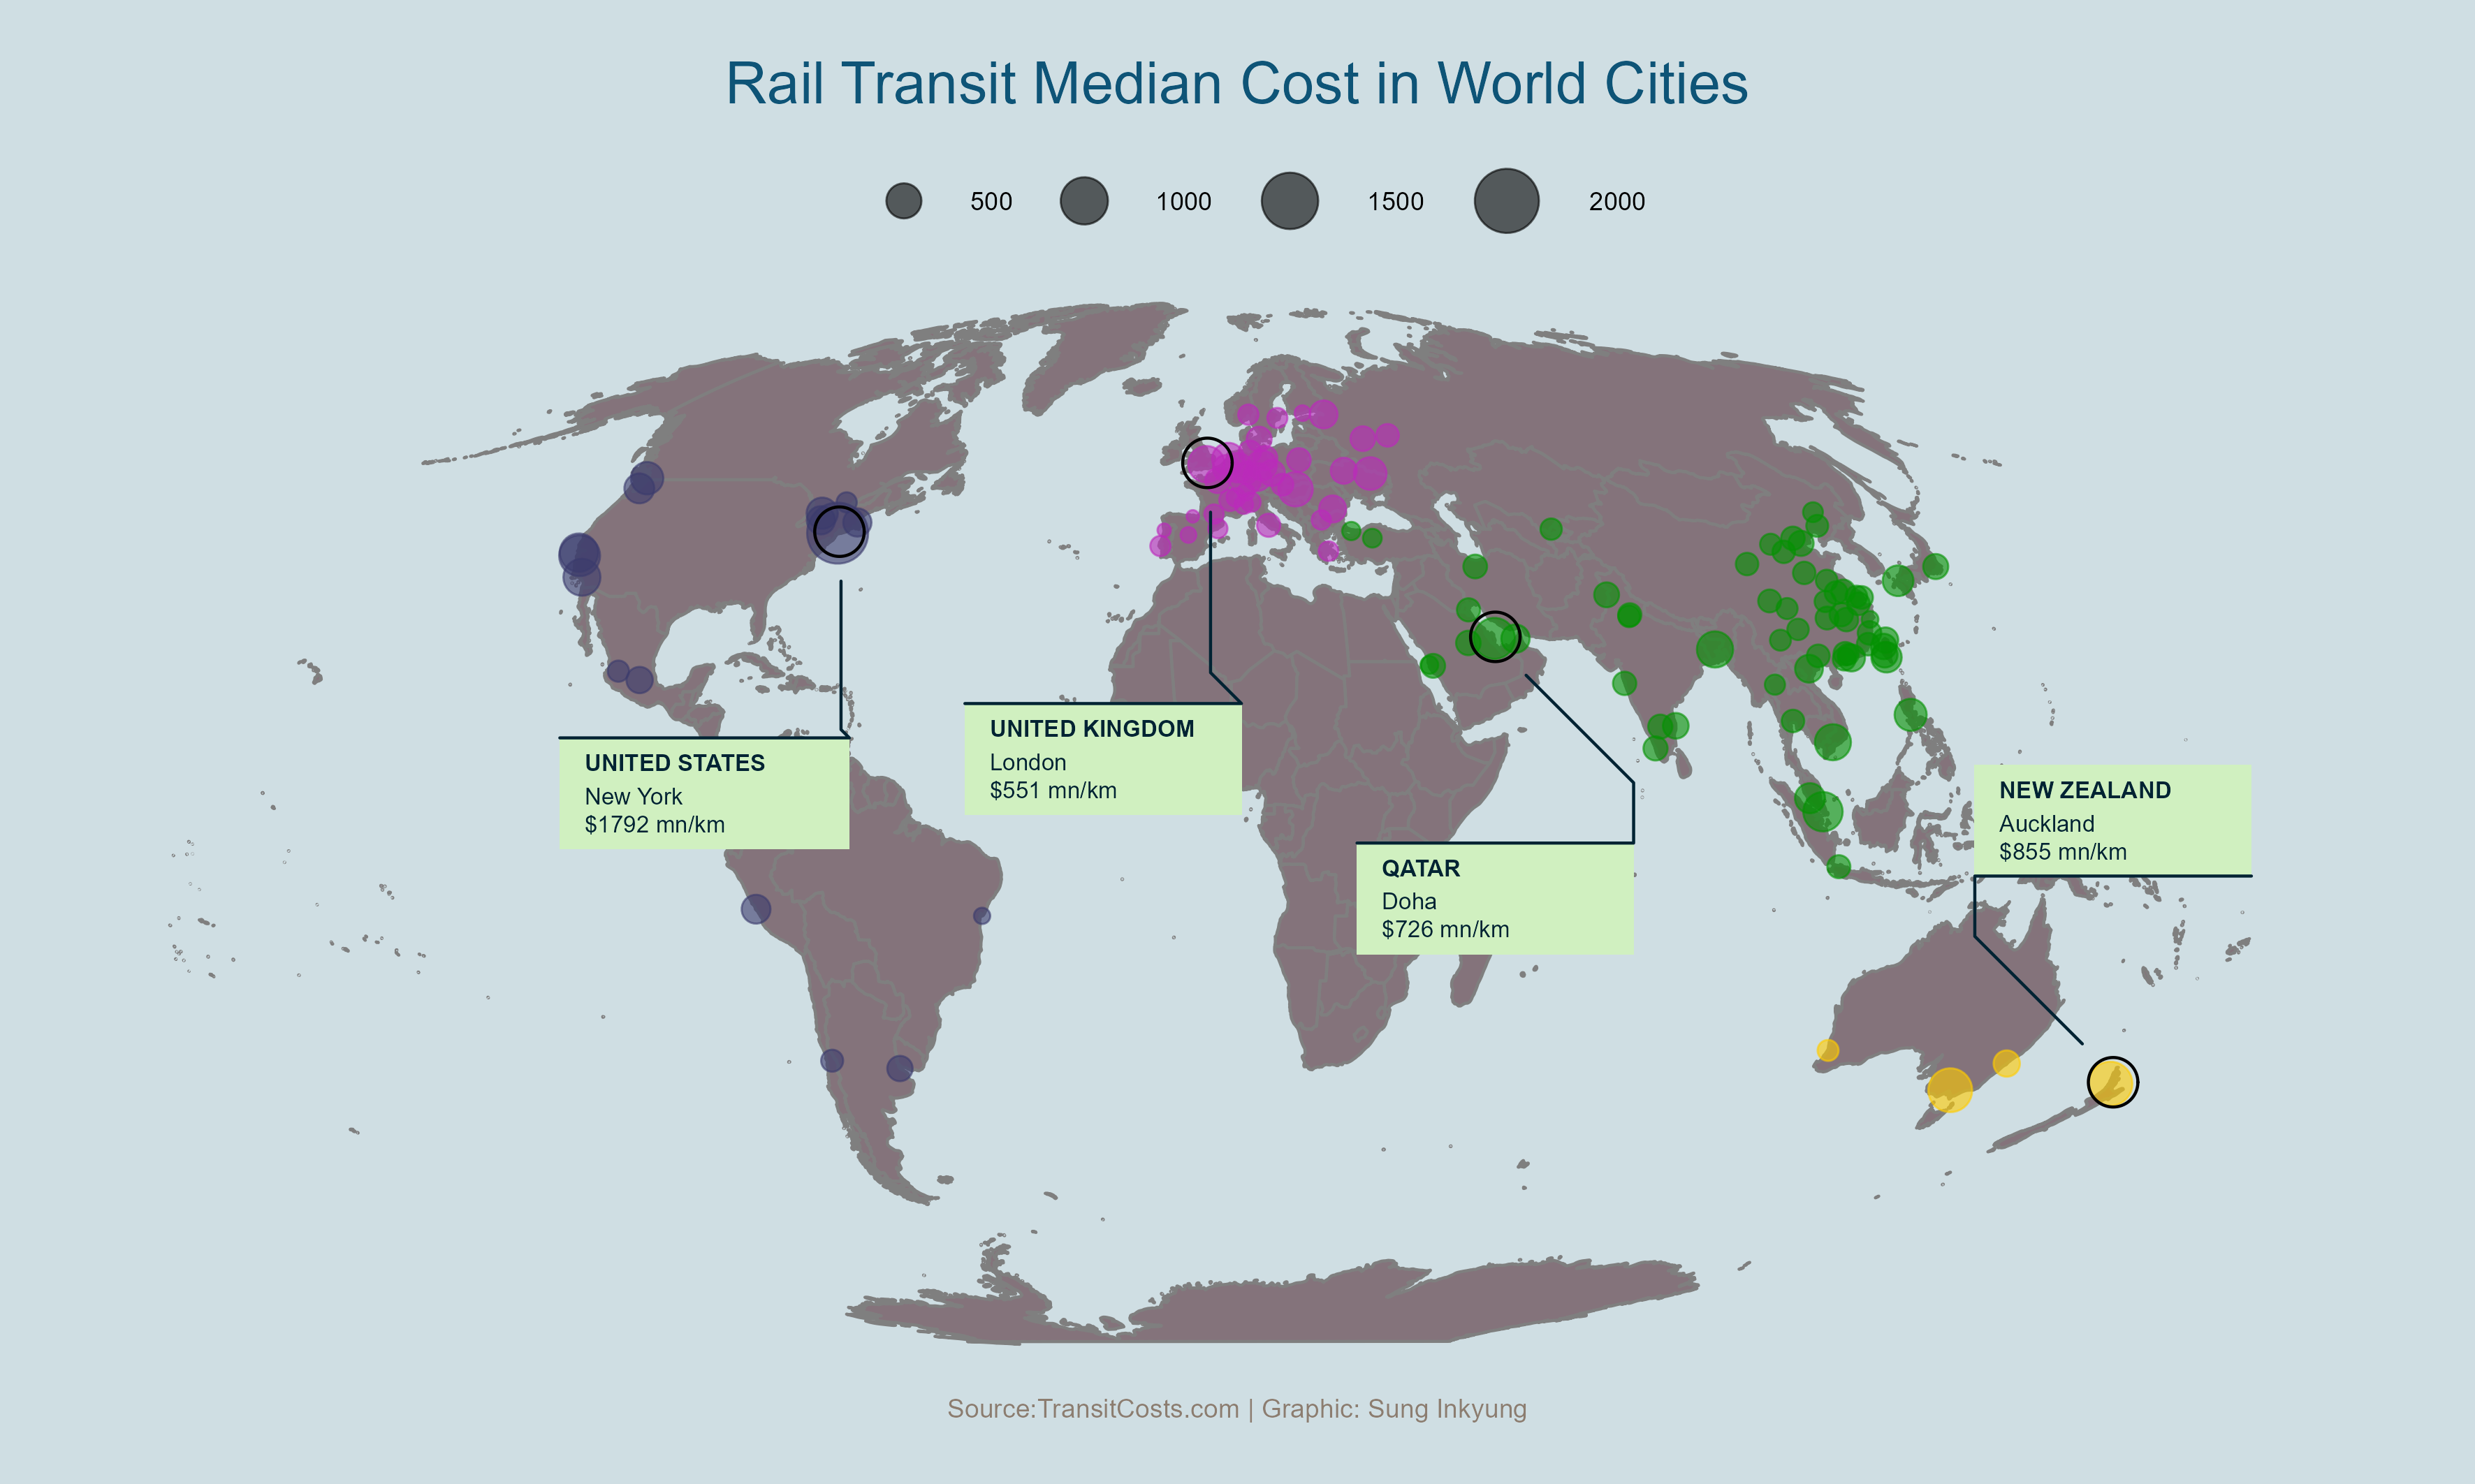 Rail Transit Median Cost in World Cities
500 1000 1500 2000
UNITED STATES
New York
$1792 mn/km
UNITED KINGDOM
London
$551 mn/km
QATAR
Doha
$726 mn/km
NEW ZEALAND
Auckland
$855 mn/km
Source:TransitCosts.com | Graphic: Sung Inkyung